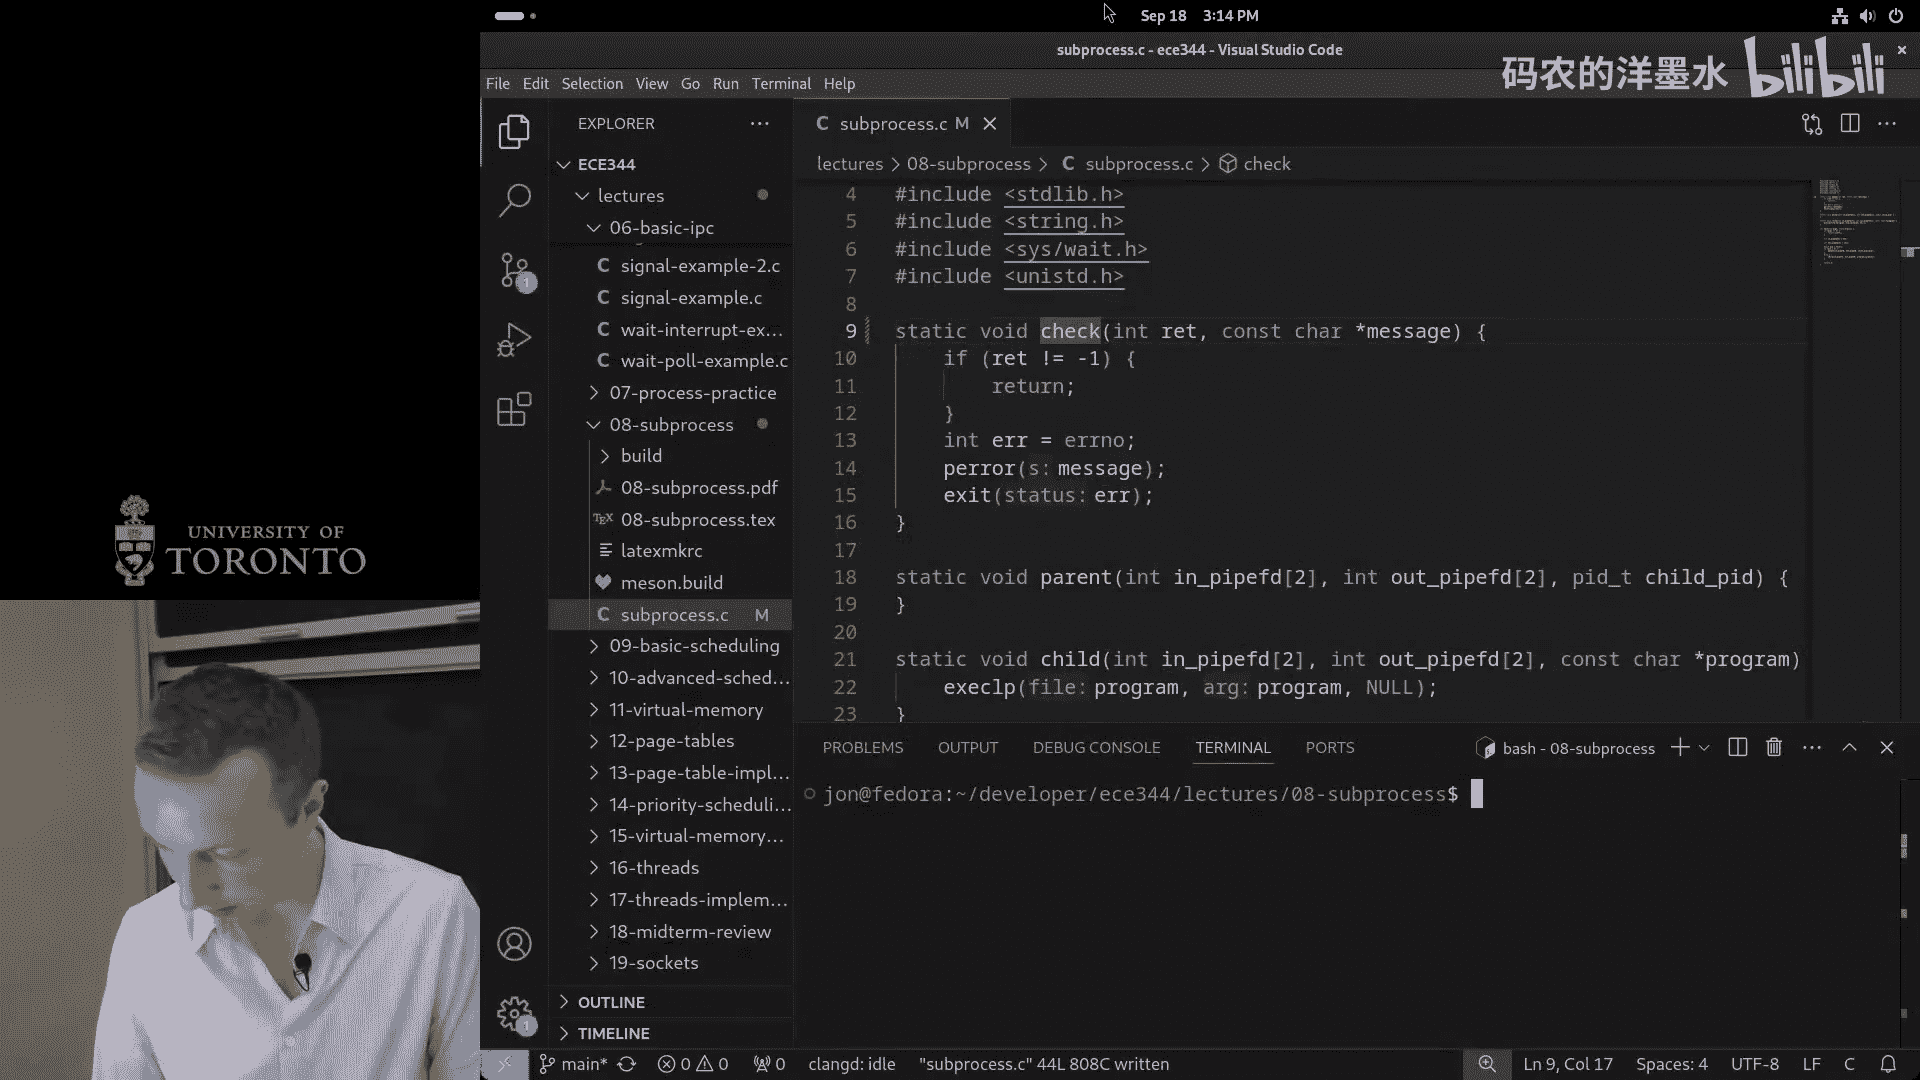 Sep 18 3:14 PM
subprocess.c - ece344 - Visual Studio Code
码农的洋墨水 bilibili
File Edit Selection View Go Run Terminal Help
EXPLORER
ECE344
lectures
06-basic-ipc
signal-example-2.c
signal-example.c
wait-interrupt-ex...
wait-poll-example.c
07-process-practice
08-subprocess
build
08-subprocess.pdf
TEX 08-subprocess.tex
latexmkrc
meson.build
C subprocess.c M
09-basic-scheduling
10-advanced-sched...
11-virtual-memory
12-page-tables
13-page-table-impl...
14-priority-scheduli...
15-virtual-memory...
16-threads
17-threads-implem...
18-midterm-review
19-sockets
OUTLINE
TIMELINE
C subprocess.c M
lectures > 08-subprocess > C subprocess.c > check
4 #include <stdlib.h>
5 #include <string.h>
6 #include <sys/wait.h>
7 #include <unistd.h>
8
9 static void check(int ret, const char *message) {
10 if (ret != -1) {
11 return;
12 }
13 int err = errno;
14 perror(s: message);
15 exit(status: err);
16 }
17
18 static void parent(int in_pipefd[2], int out_pipefd[2], pid_t child_pid) {
19 }
20
21 static void child(int in_pipefd[2], int out_pipefd[2], const char *program)
22 execlp(file: program, arg: program, NULL);
23 }
PROBLEMS OUTPUT DEBUG CONSOLE TERMINAL PORTS
bash - 08-subprocess
jon@fedora:~/developer/ece344/lectures/08-subprocess$
main* 0 0 0 clangd: idle "subprocess.c" 44L 808C written
Ln 9, Col 17 Spaces: 4 UTF-8 LF C
UNIVERSITY OF
TORONTO